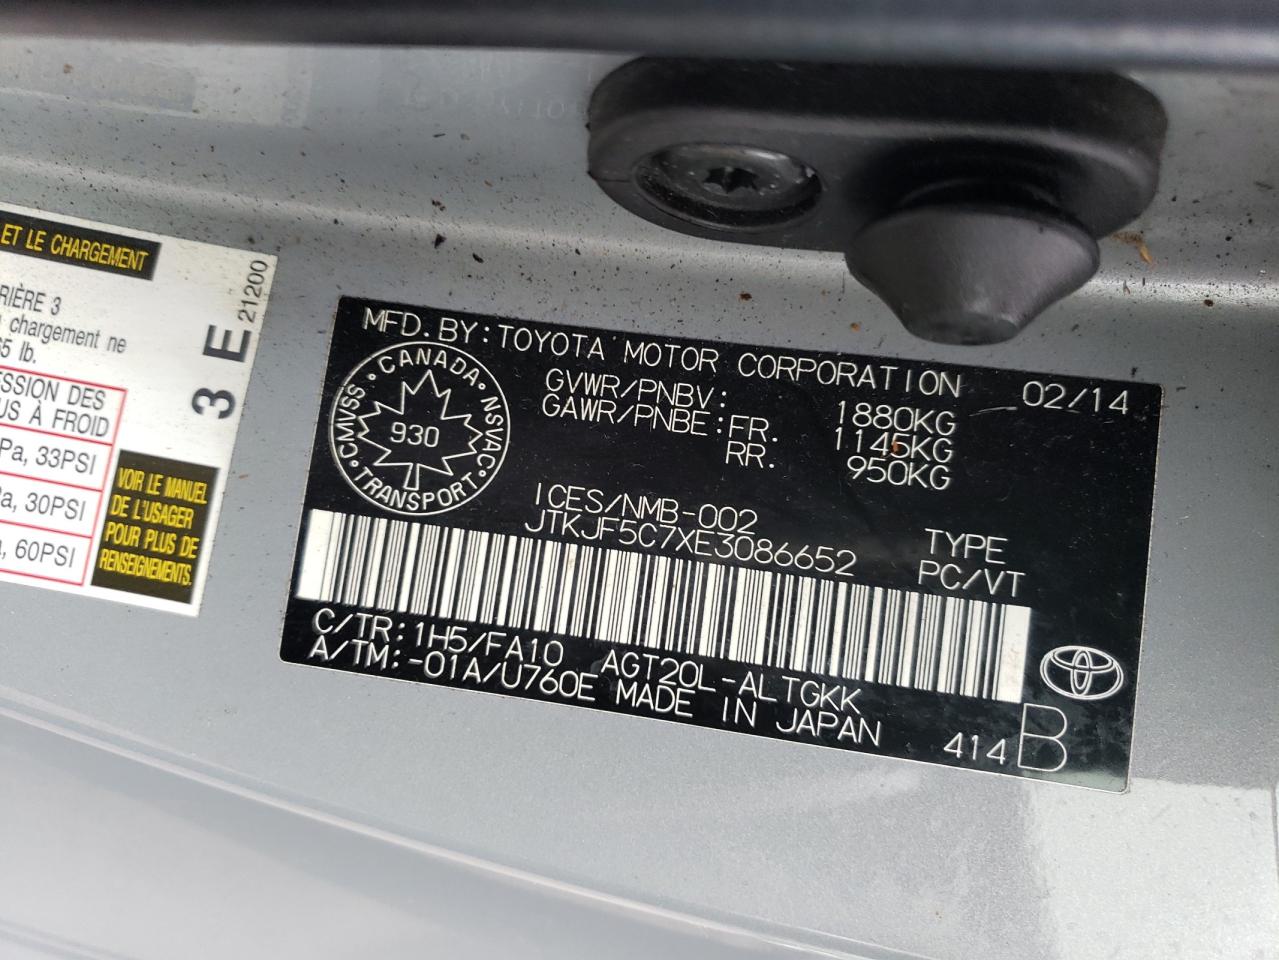 ET LE CHARGEMENT
RIÈRE 3
chargement ne
65 lb.
ESSION DES
US À FROID
Pa, 33PSI
a, 30PSI
a, 60PSI
3 E
21200
VOIR LE MANUEL
DE L'USAGER
POUR PLUS DE
RENSEIGNEMENTS.
MFD. BY: TOYOTA MOTOR CORPORATION 02/14
GVWR/PNBV: 1880KG
GAWR/PNBE: FR. 1145KG
RR. 950KG
CANADA · NSVAC · TRANSPORT · CMVSS ·
930
ICES/NMB-002
JTKJF5C7XE3086652
TYPE
PC/VT
C/TR: 1H5/FA10 AGT20L-ALTGKK
A/TM:-01A/U760E MADE IN JAPAN
414 B